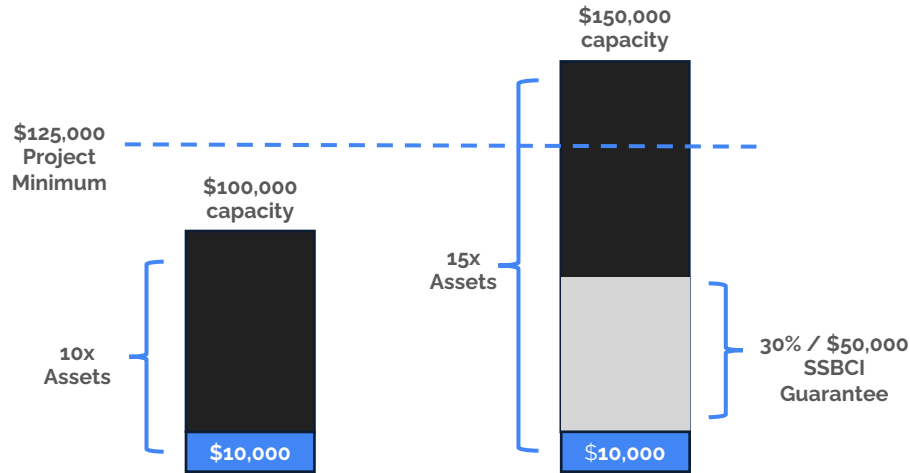 $150,000
capacity
$125,000
Project
Minimum
$100,000
capacity
15x
Assets
10x
Assets
30% / $50,000
SSBCI
Guarantee
$10,000
$10,000